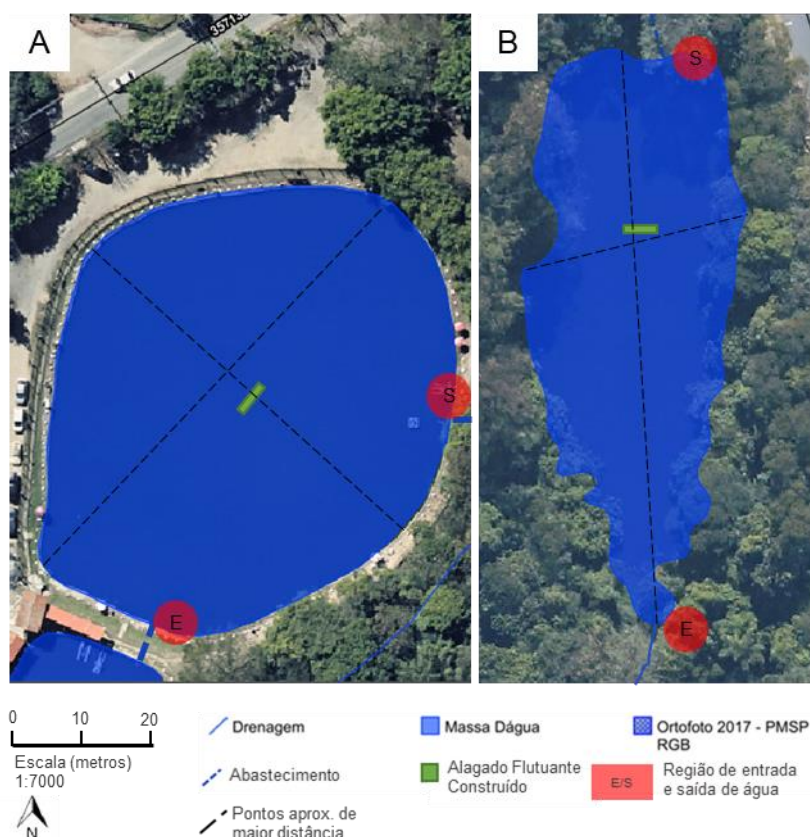 A
B
35713
S
S
E
E
0 10 20
Escala (metros)
1:7000
N
Drenagem
Abastecimento
Pontos aprox. de
maior distância
Massa Dágua
Alagado Flutuante
Construído
Ortofoto 2017 - PMSP
RGB
E/S
Região de entrada
e saída de água